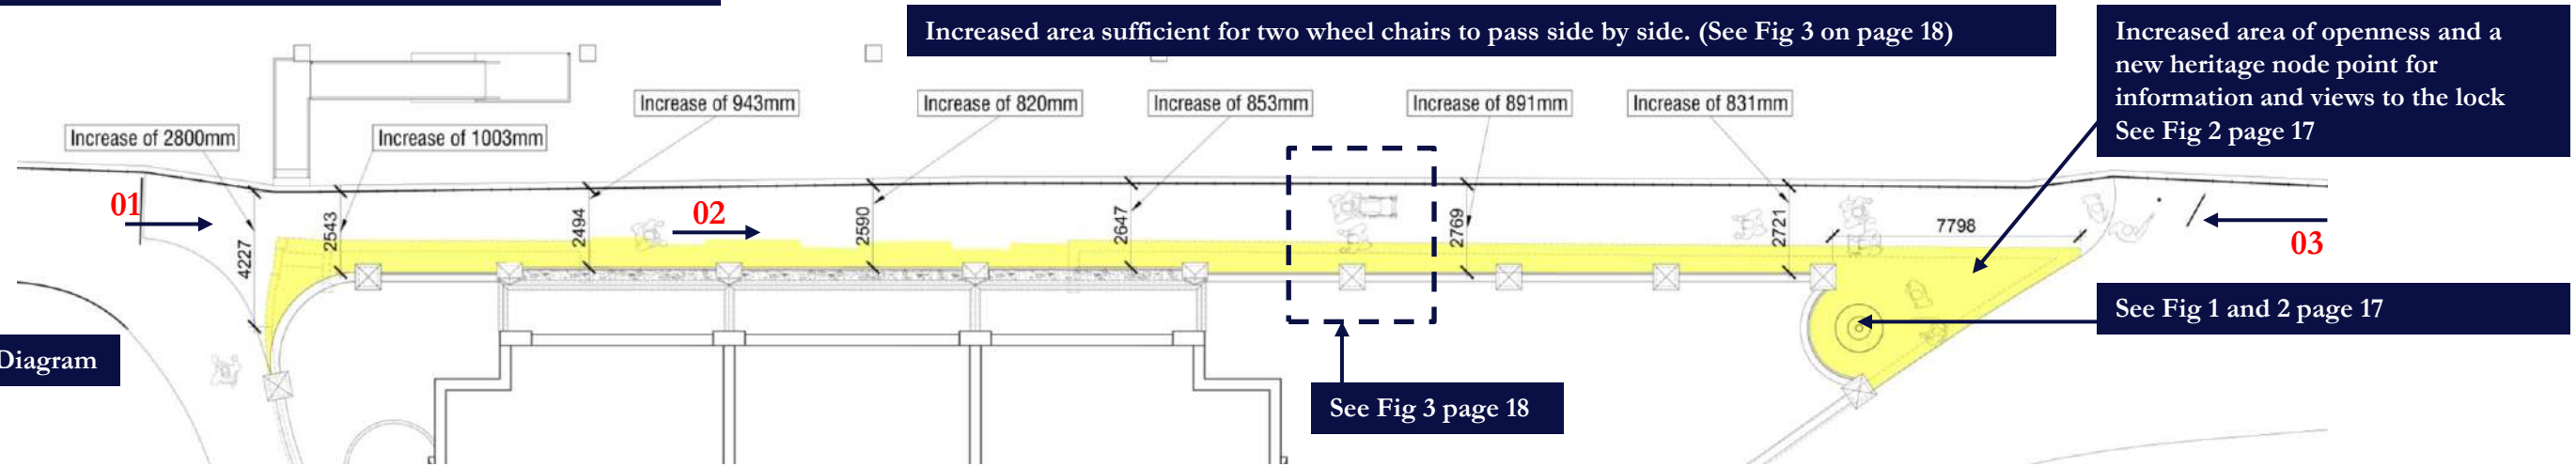 Increased area sufficient for two wheel chairs to pass side by side. (See Fig 3 on page 18)
Increased area of openness and a
new heritage node point for
information and views to the lock
See Fig 2 page 17
Increase of 2800mm
Increase of 1003mm
Increase of 943mm
Increase of 820mm
Increase of 853mm
Increase of 891mm
Increase of 831mm
01
02
03
4227
2543
2494
2590
2647
2769
2721
7798
See Fig 1 and 2 page 17
Diagram
See Fig 3 page 18